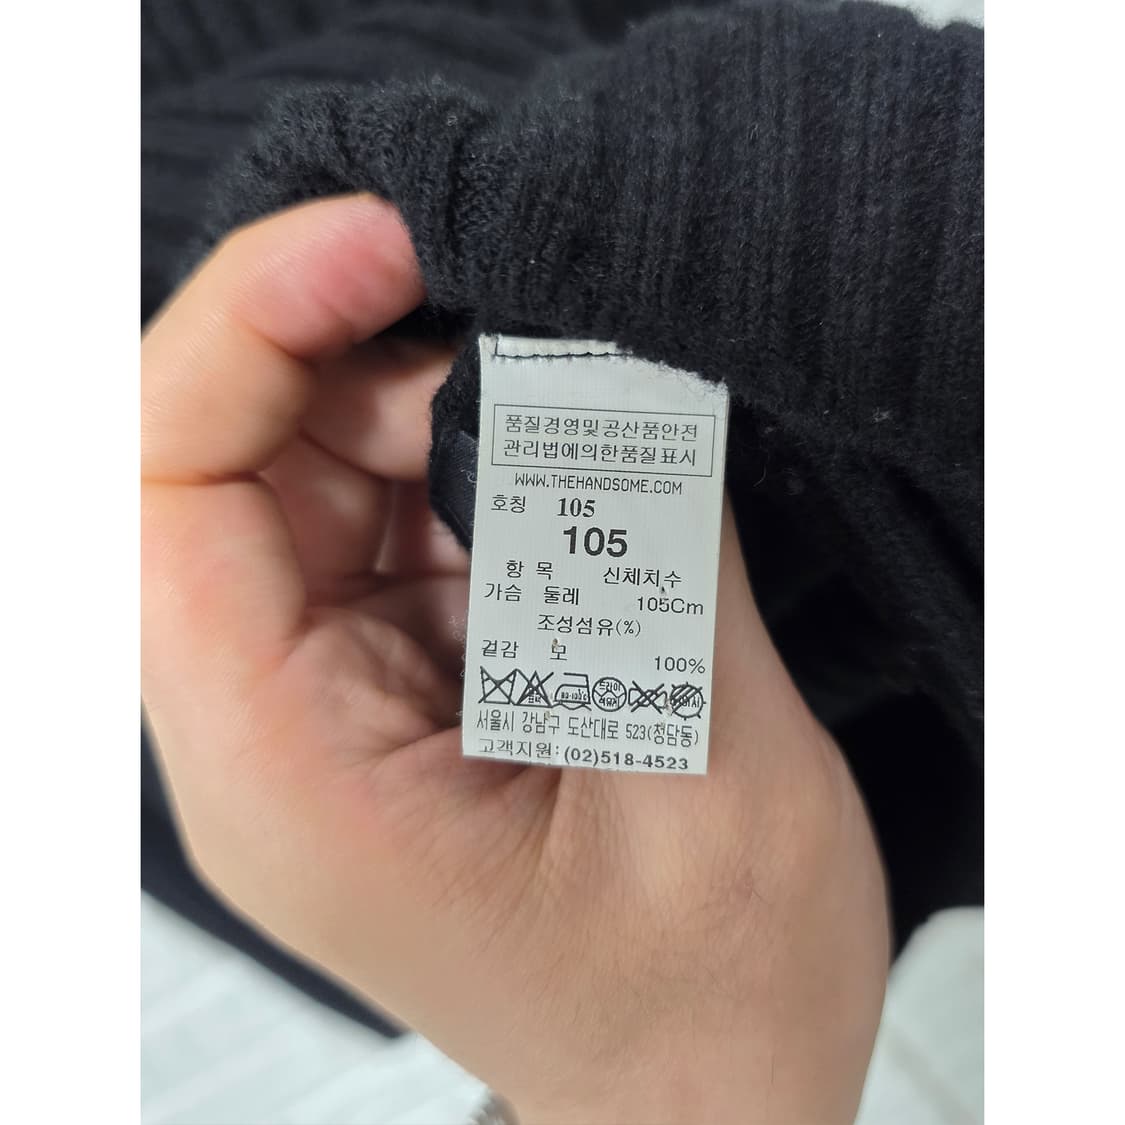 품질경영및공산품안전
관리법에의한품질표시
WWW.THEHANDSOME.COM
호칭 105
105
항 목 신체치수
가슴 둘레 105Cm
조성섬유(%)
겉감 모 100%
드라이
서울시 강남구 도산대로 523(청담동)
고객지원: (02)518-4523